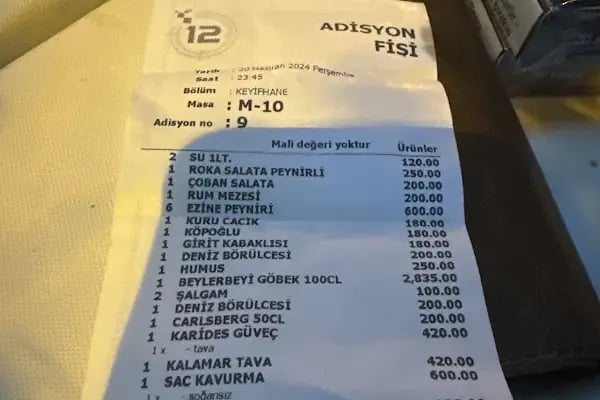 12
ADİSYON
FİŞİ
Tarih : 20 Haziran 2024 Perşembe
Saat : 23:45
Bölüm : KEYİFHANE
Masa : M-10
Adisyon no : 9
Mali değeri yoktur Ürünler
2 SU 1LT. 120.00
1 ROKA SALATA PEYNİRLİ 250.00
1 ÇOBAN SALATA 200.00
1 RUM MEZESİ 200.00
6 EZİNE PEYNİRİ 600.00
1 KURU CACIK 180.00
1 KÖPOĞLU 180.00
1 GİRİT KABAKLISI 180.00
1 DENİZ BÖRÜLCESİ 200.00
1 HUMUS 250.00
1 BEYLERBEYİ GÖBEK 100CL 2,835.00
2 ŞALGAM 100.00
1 DENİZ BÖRÜLCESİ 200.00
1 CARLSBERG 50CL 200.00
1 KARİDES GÜVEÇ 420.00
1 x - tava
1 KALAMAR TAVA 420.00
1 SAC KAVURMA 600.00
1 x - soğansız